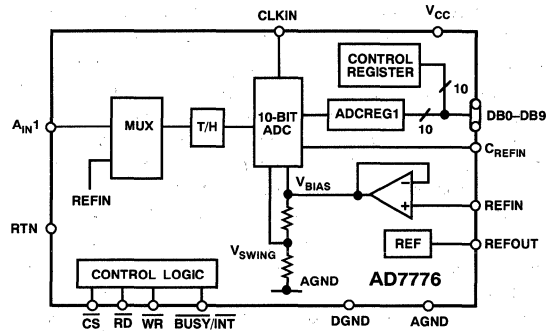 CLKIN
VCC
CONTROL
REGISTER
10
10-BIT
ADC
ADCREG1
10
DB0–DB9
AIN1
MUX
T/H
CREFIN
REFIN
VBIAS
REFIN
RTN
VSWING
REF
REFOUT
CONTROL LOGIC
AGND
AD7776
CS
RD
WR
BUSY/INT
DGND
AGND